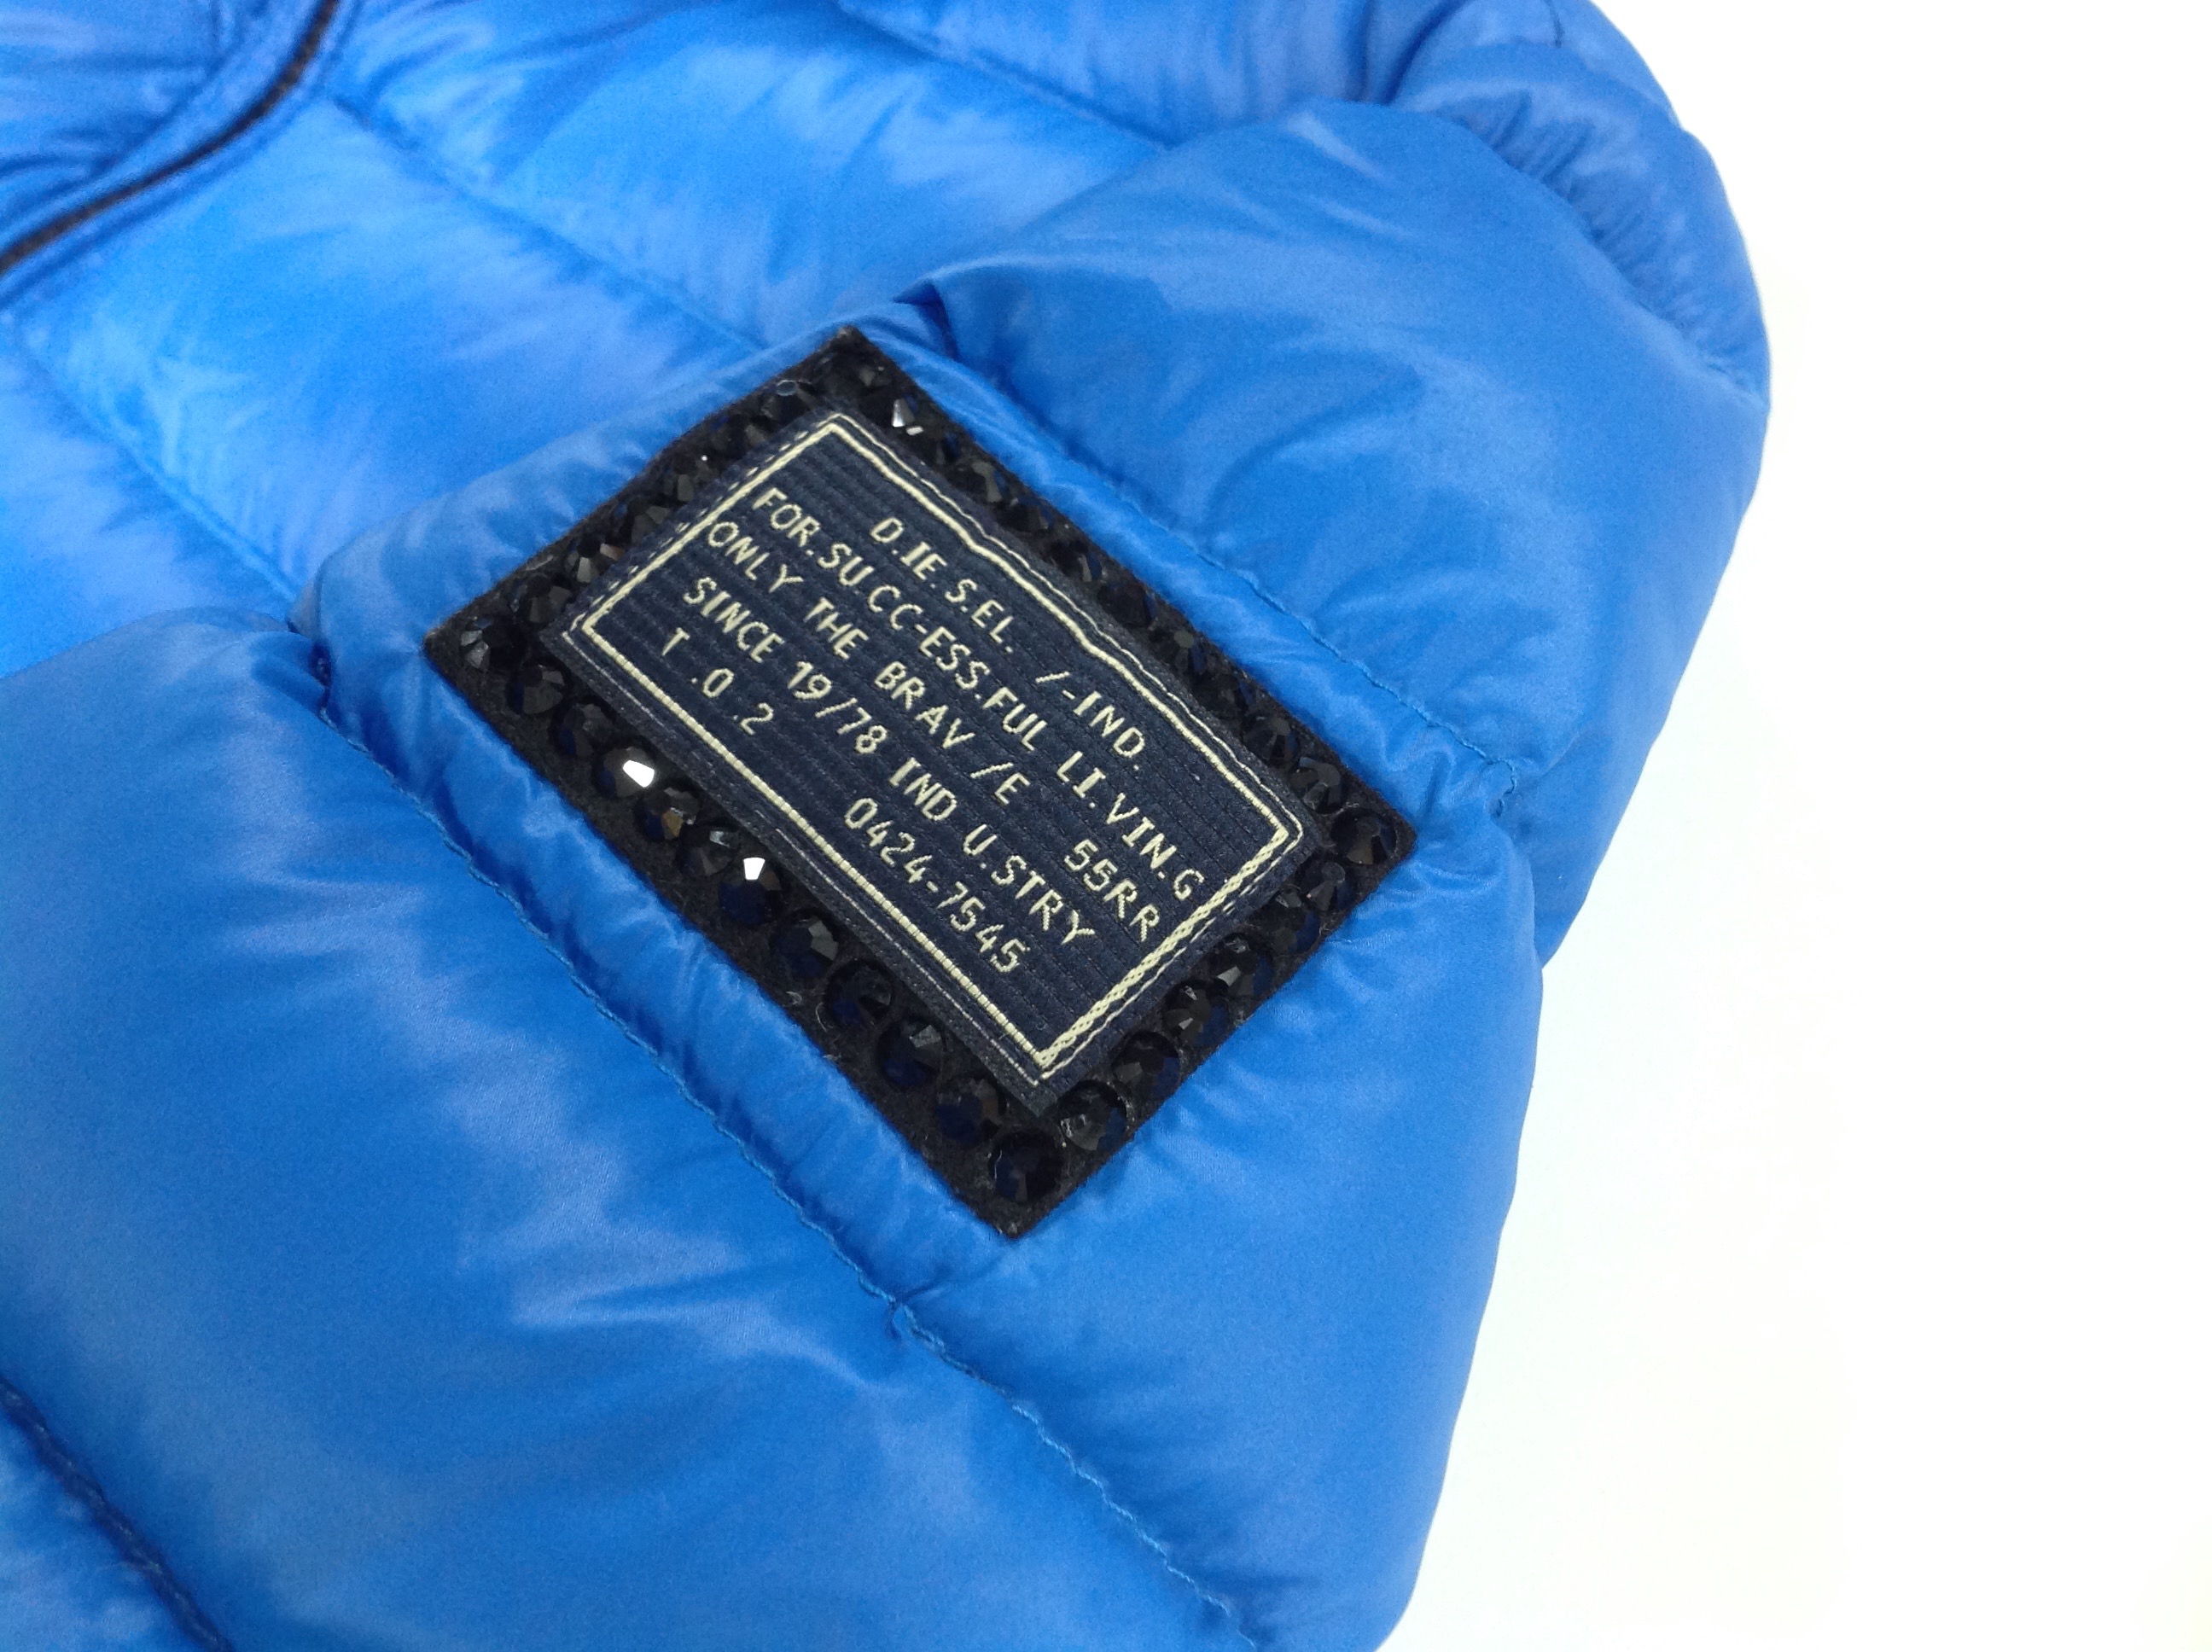 D.IE.S.EL. /-IND.
FOR.SU.CC-ESS.FUL LI.VIN.G
ONLY THE BRAV /E 55RR
SINCE 19/78 IND U.STRY
T .0 .2 0424-7545